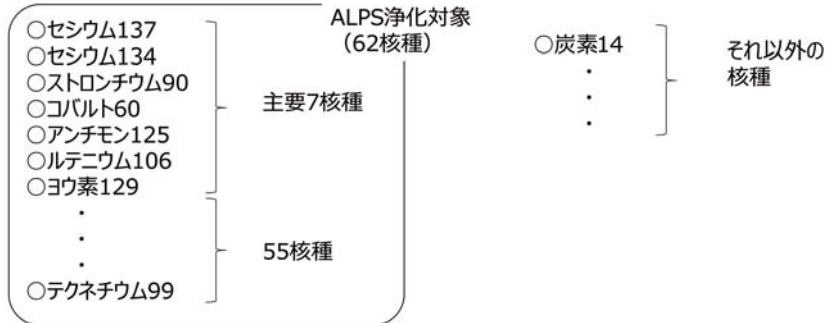 ALPS浄化対象
（62核種）
○セシウム137
○セシウム134
○ストロンチウム90
○コバルト60
○アンチモン125
○ルテニウム106
○ヨウ素129
主要7核種
・
・
・
○テクネチウム99
55核種
○炭素14
・
・
・
それ以外の
核種